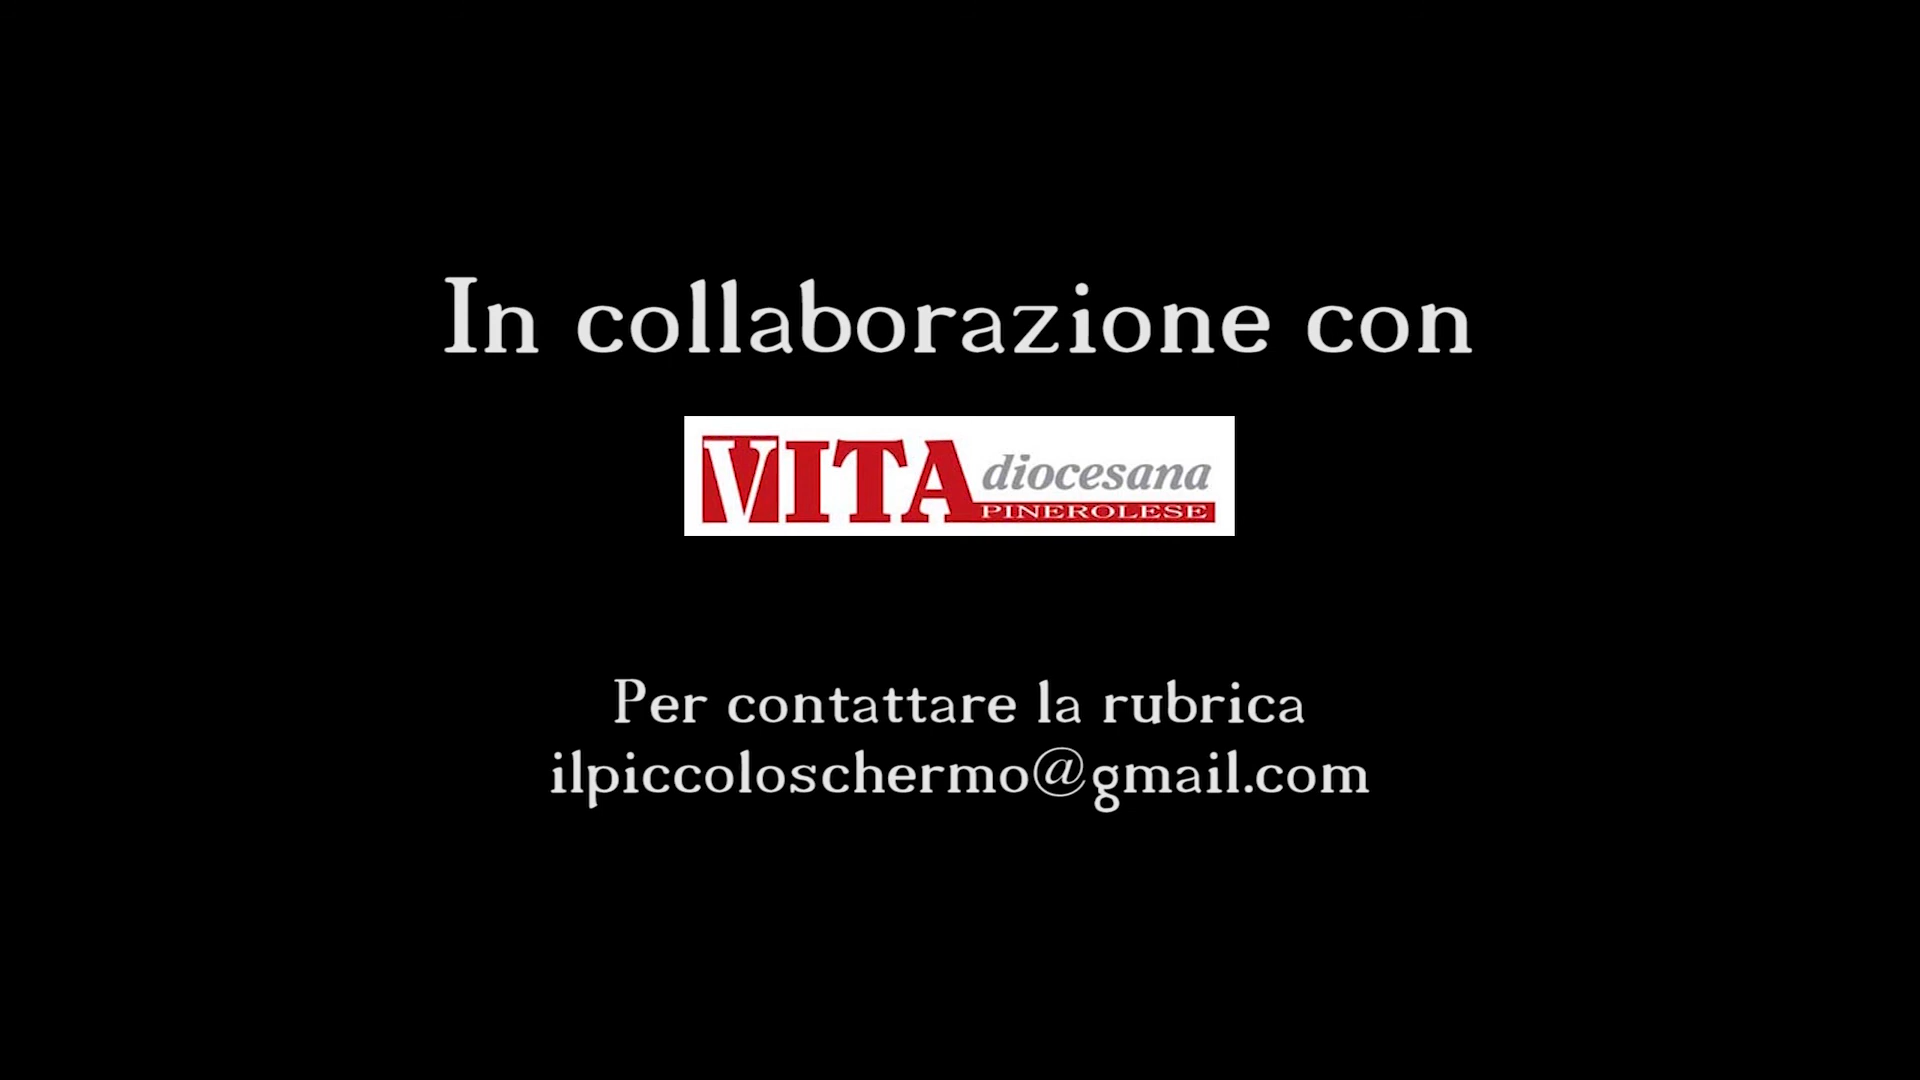 In collaborazione con
VITA diocesana
PINEROLESE
Per contattare la rubrica
ilpiccoloschermo@gmail.com